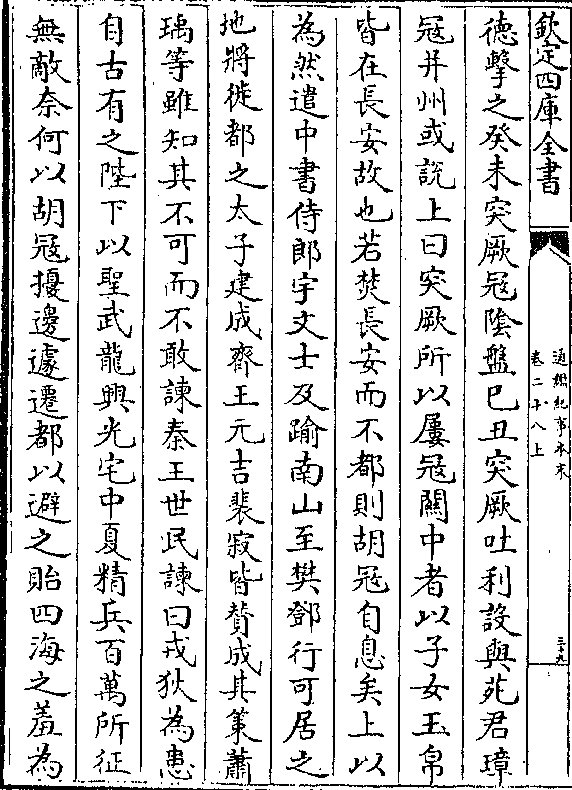 欽定四庫全書
通鑑紀事本末
卷二十八上
三十九
德擊之癸未突厥冦隂盤己丑突厥吐利設與苑君璋
冦并州或説上曰突厥所以屢冦關中者以子女玉帛
皆在長安故也若焚長安而不都則胡冦自息矣上以
為然遣中書侍郎宇文士及踰南山至樊鄧行可居之
地將徙都之太子建成齊王元吉裴寂皆賛成其策蕭
瑀等雖知其不可而不敢諫秦王世民諫曰戎狄為患
自古有之陛下以聖武龍興光宅中夏精兵百萬所征
無敵奈何以胡冦擾邊遽遷都以避之貽四海之羞為